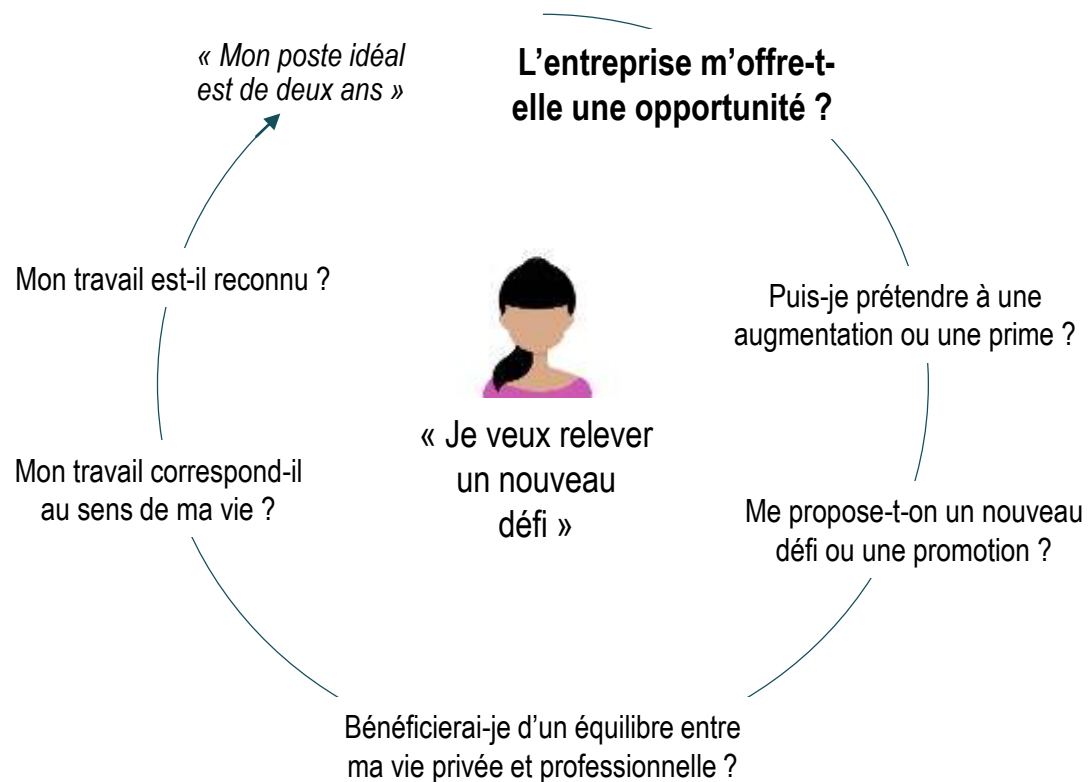 « Mon poste idéal
est de deux ans »
L'entreprise m'offre-t-
elle une opportunité ?
Puis-je prétendre à une
augmentation ou une prime ?
Me propose-t-on un nouveau
défi ou une promotion ?
Bénéficierai-je d'un équilibre entre
ma vie privée et professionnelle ?
Mon travail correspond-il
au sens de ma vie ?
Mon travail est-il reconnu ?
« Je veux relever
un nouveau
défi »